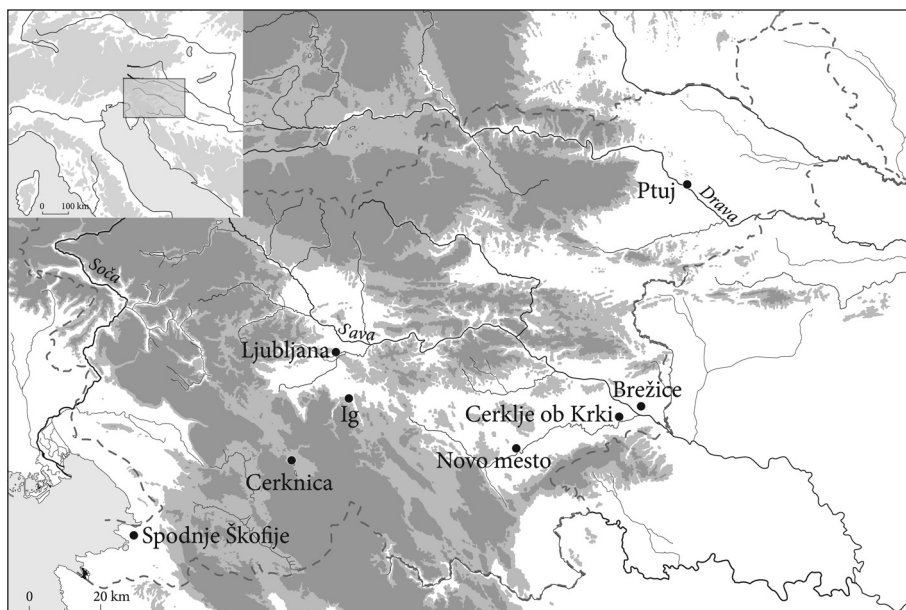 0 100 km
Ptuj
Drava
Soča
Sava
Ljubljana
Ig
Brežice
Cerklje ob Krki
Novo mesto
Cerknica
Spodnje Škofije
0 20 km